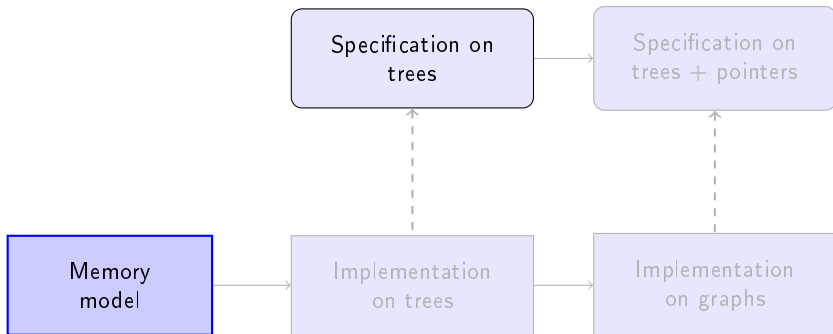 Specification on
trees
Specification on
trees + pointers
Memory
model
Implementation
on trees
Implementation
on graphs